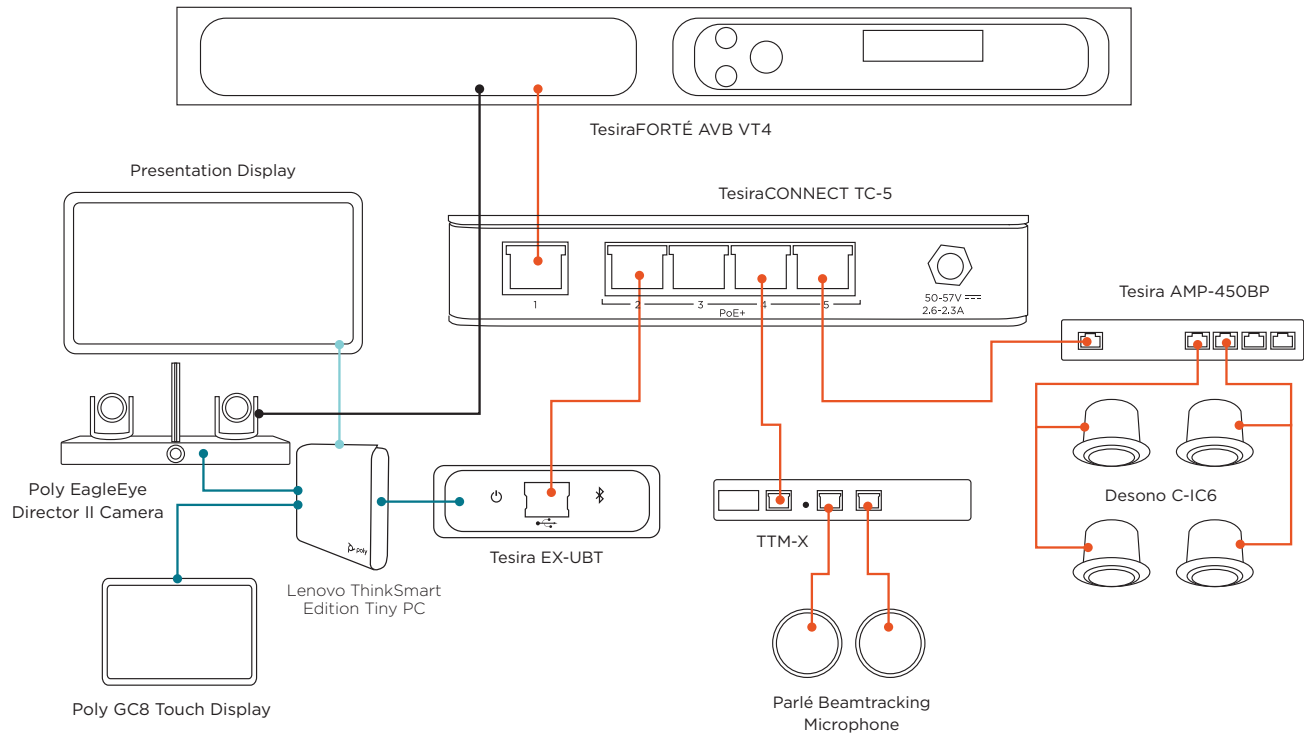 TesiraFORTÉ AVB VT4
Presentation Display
TesiraCONNECT TC-5
1
2
3
4
5
PoE+
50-57V
2.6-2.3A
Tesira AMP-450BP
Poly EagleEye
Director II Camera
poly
Tesira EX-UBT
TTM-X
Desono C-IC6
Lenovo ThinkSmart
Edition Tiny PC
Poly GC8 Touch Display
Parlé Beamtracking
Microphone